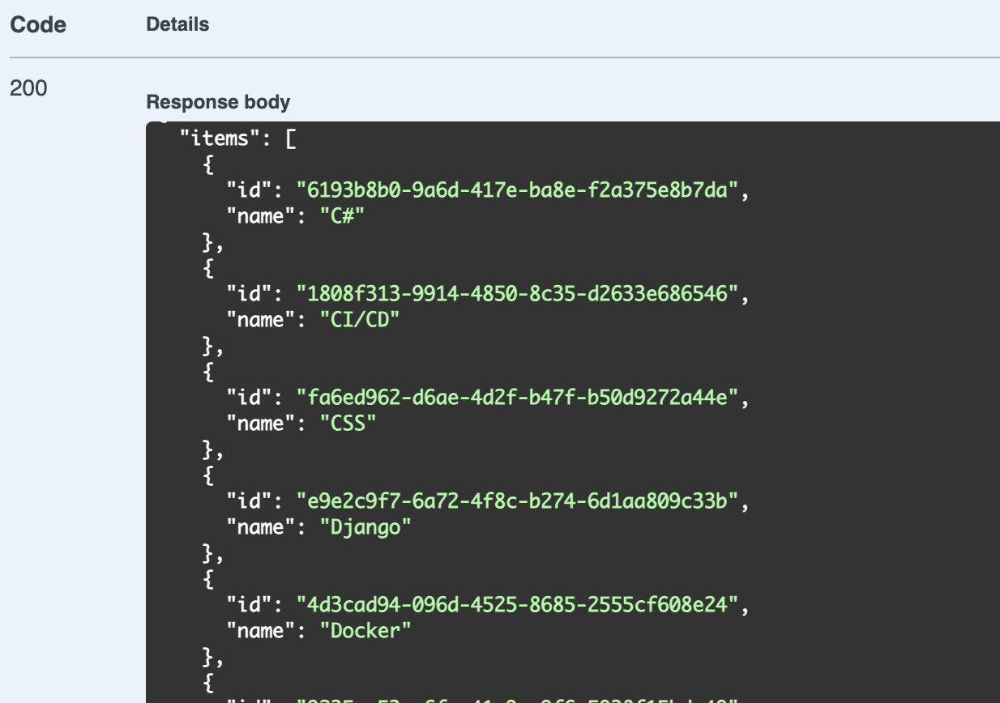 Code Details
200
Response body
"items": [
{
"id": "6193b8b0-9a6d-417e-ba8e-f2a375e8b7da",
"name": "C#"
},
{
"id": "1808f313-9914-4850-8c35-d2633e686546",
"name": "CI/CD"
},
{
"id": "fa6ed962-d6ae-4d2f-b47f-b50d9272a44e",
"name": "CSS"
},
{
"id": "e9e2c9f7-6a72-4f8c-b274-6d1aa809c33b",
"name": "Django"
},
{
"id": "4d3cad94-096d-4525-8685-2555cf608e24",
"name": "Docker"
},
{